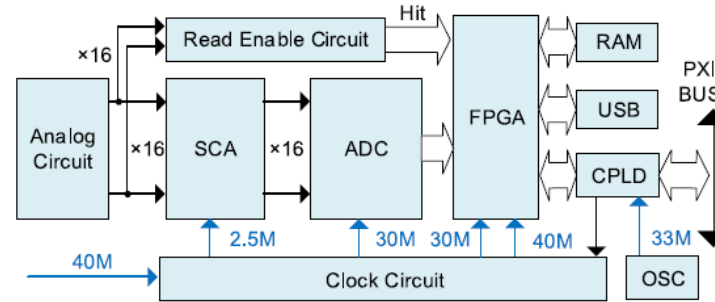 Hit
Read Enable Circuit
×16
RAM
PXI
BUS
Analog
Circuit
×16
SCA
×16
ADC
FPGA
USB
CPLD
2.5M
30M
30M
40M
33M
40M
Clock Circuit
OSC